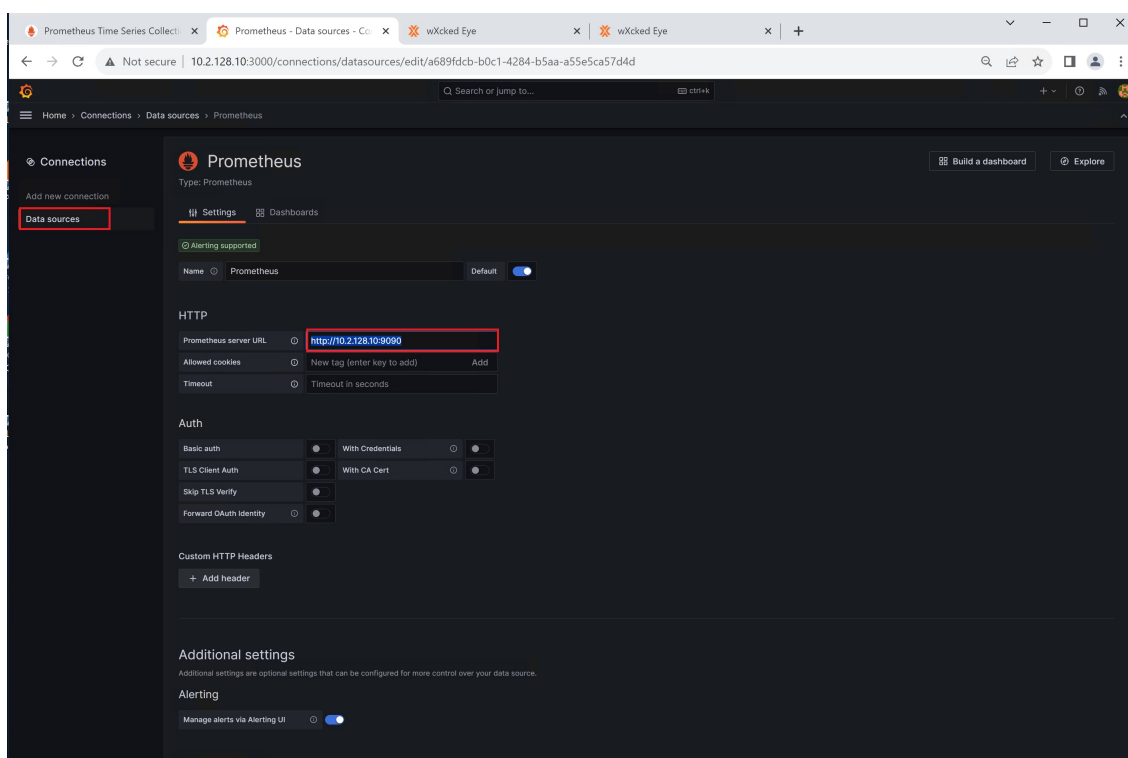 Prometheus Time Series Collecti
Prometheus - Data sources - Co
wXcked Eye
wXcked Eye
Not secure
10.2.128.10:3000/connections/datasources/edit/a689fdcb-b0c1-4284-b5aa-a55e5ca57d4d
Search or jump to...
ctrl+k
Home › Connections › Data sources › Prometheus
Connections
Add new connection
Data sources
Prometheus
Type: Prometheus
Build a dashboard
Explore
Settings
Dashboards
Alerting supported
Name
Prometheus
Default
HTTP
Prometheus server URL
http://10.2.128.10:9090
Allowed cookies
New tag (enter key to add)
Add
Timeout
Timeout in seconds
Auth
Basic auth
With Credentials
TLS Client Auth
With CA Cert
Skip TLS Verify
Forward OAuth Identity
Custom HTTP Headers
+ Add header
Additional settings
Additional settings are optional settings that can be configured for more control over your data source.
Alerting
Manage alerts via Alerting UI